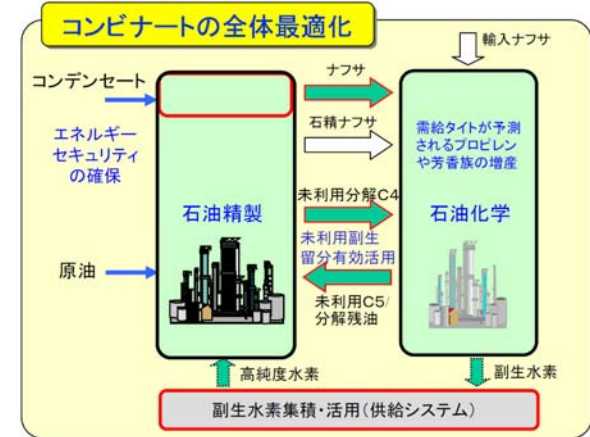 コンビナートの全体最適化
輸入ナフサ
コンデンセート
ナフサ
エネルギー
セキュリティ
の確保
石精ナフサ
需給タイトが予測
されるプロピレン
や芳香族の増産
未利用分解C4
石油精製
石油化学
未利用副生
留分有効活用
原油
未利用C5/
分解残油
高純度水素
副生水素
副生水素集積・活用(供給システム)